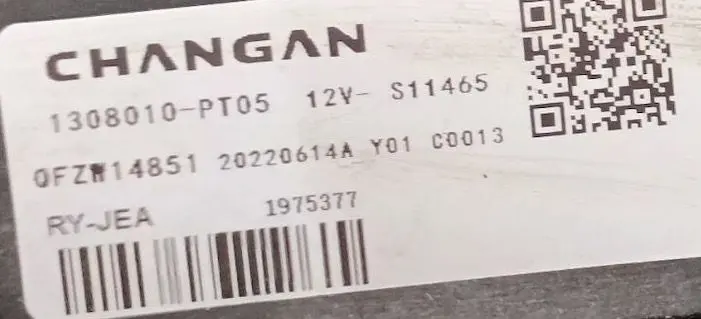 CHANGAN
1308010-PT05 12V- S11465
QFZW14851 20220614A Y01 C0013
RY-JEA 1975377